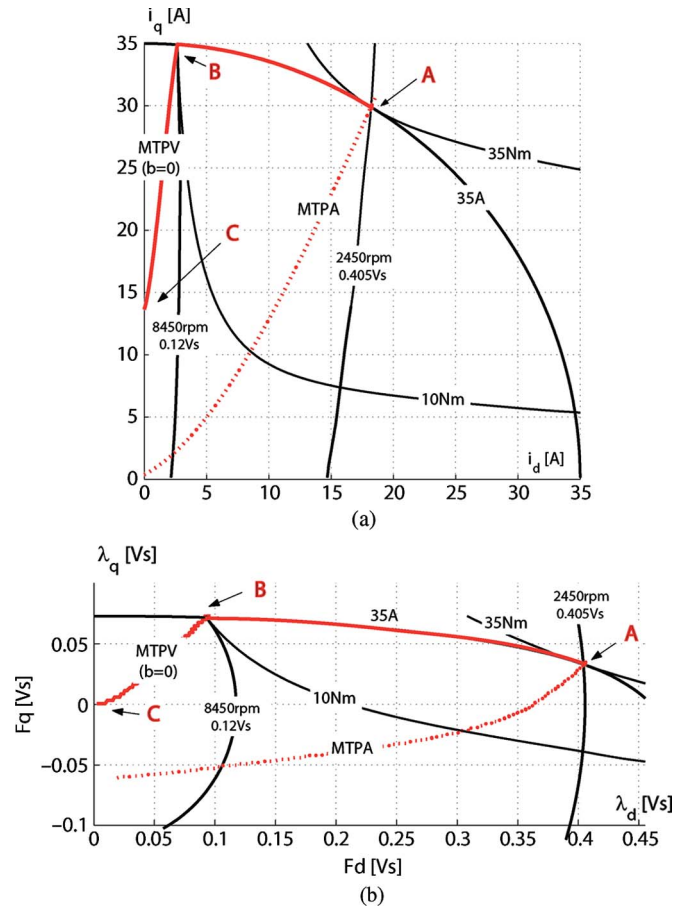 i_q [A]
35
30
25
20
15
10
5
0
B
A
MTPV
(b=0)
C
MTPA
35Nm
35A
2450rpm
0.405Vs
8450rpm
0.12Vs
10Nm
i_d [A]
0
5
10
15
20
25
30
35
(a)
λ_q [Vs]
B
2450rpm
0.405Vs
35A
35Nm
A
0.05
0
−0.05
−0.1
Fq [Vs]
MTPV
(b=0)
C
8450rpm
0.12Vs
10Nm
MTPA
λ_d [Vs]
0
0.05
0.1
0.15
0.2
0.25
0.3
0.35
0.4
0.45
Fd [Vs]
(b)